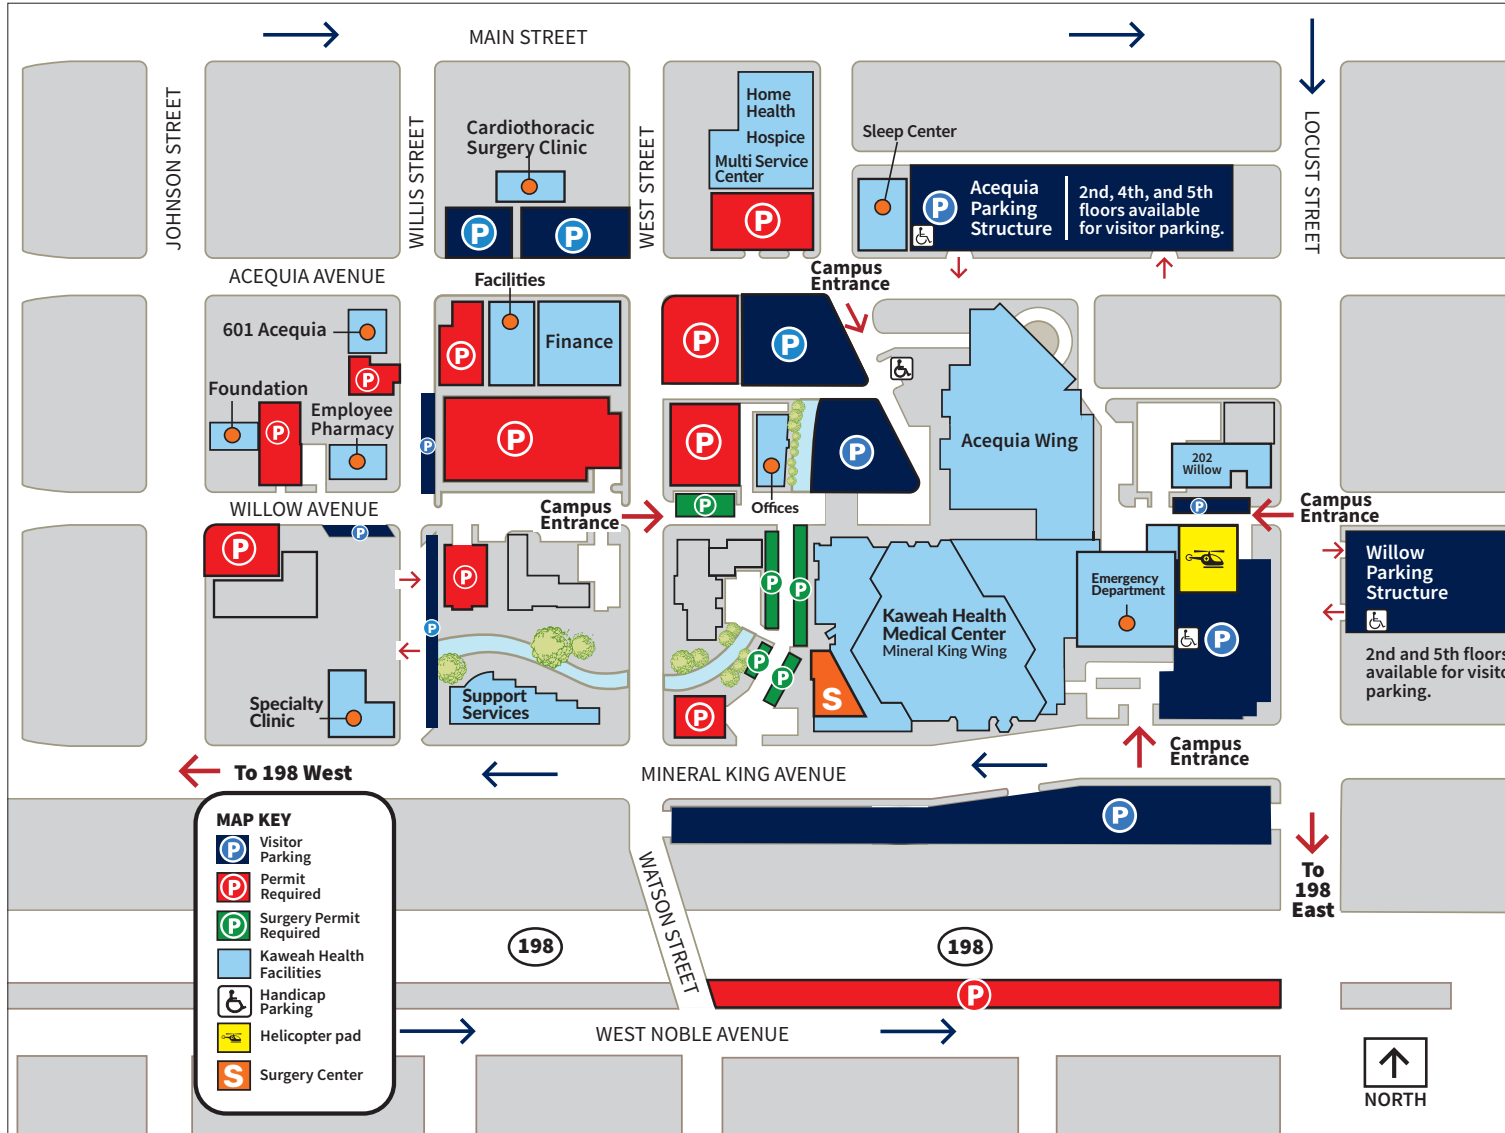 MAIN STREET
JOHNSON STREET
WILLIS STREET
WEST STREET
LOCUST STREET
Cardiothoracic
Surgery Clinic
P
P
Home
Health
Hospice
Multi Service
Center
P
Sleep Center
P
Acequia
Parking
Structure
2nd, 4th, and 5th
floors available
for visitor parking.
ACEQUIA AVENUE
Campus
Entrance
601 Acequia
P
Foundation
P
Employee
Pharmacy
Facilities
P
Finance
P
P
P
P
P
Offices
P
P
Acequia Wing
202
Willow
P
Campus
Entrance
WILLOW AVENUE
Campus
Entrance
P
P
P
P
P
Specialty
Clinic
Support
Services
P
P
P
P
P
P
S
Kaweah Health
Medical Center
Mineral King Wing
Emergency
Department
P
Willow
Parking
Structure
2nd and 5th floors
available for visito
parking.
Campus
Entrance
To 198 West
MINERAL KING AVENUE
P
To
198
East
WATSON STREET
198
198
P
WEST NOBLE AVENUE
MAP KEY
P
Visitor
Parking
P
Permit
Required
P
Surgery Permit
Required
Kaweah Health
Facilities
Handicap
Parking
Helicopter pad
S
Surgery Center
NORTH